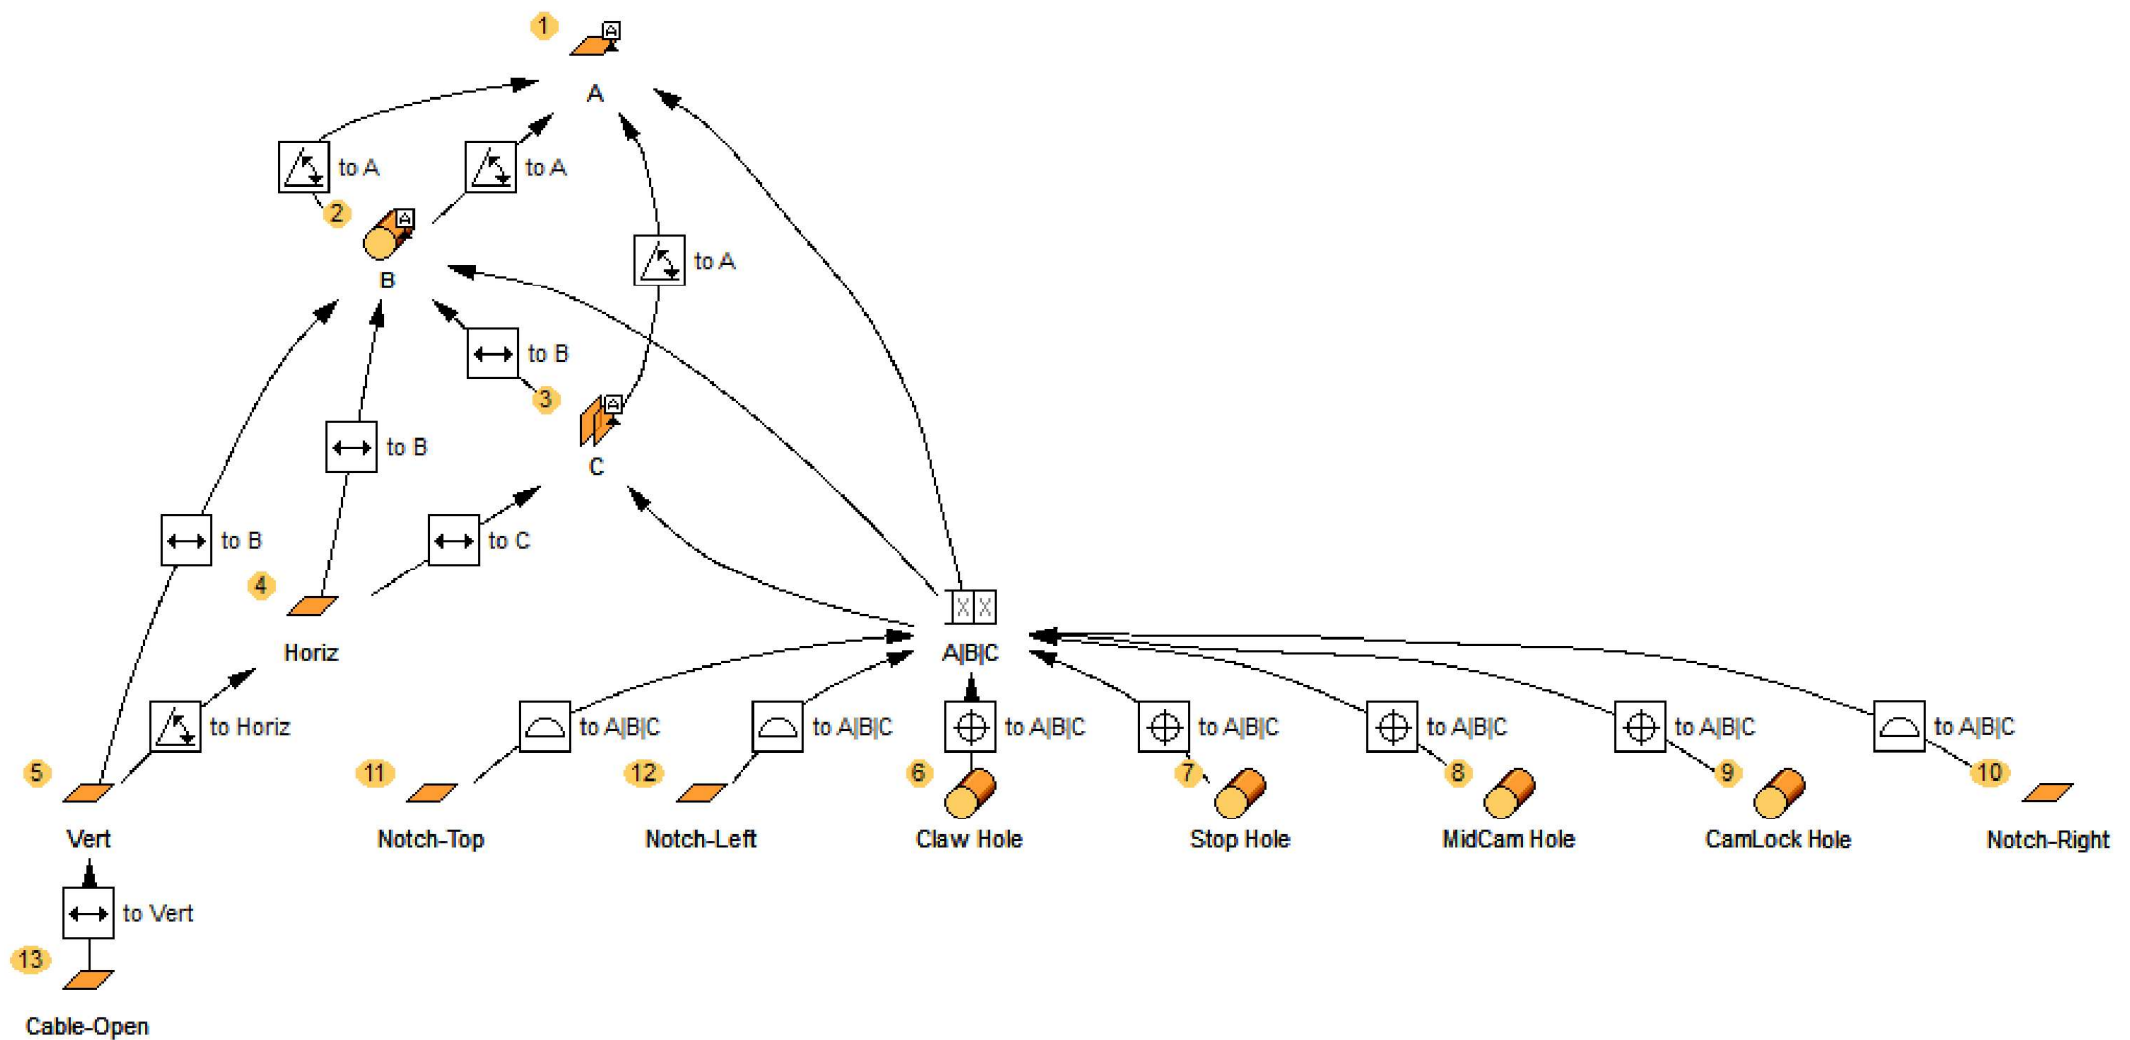 1
A
A
to A
to A
2
A
B
to A
to B
3
A
C
to B
to B
to C
4
Horiz
X X
A|B|C
to Horiz
to A|B|C
to A|B|C
to A|B|C
to A|B|C
to A|B|C
to A|B|C
to A|B|C
5
11
12
6
7
8
9
10
Vert
Notch-Top
Notch-Left
Claw Hole
Stop Hole
MidCam Hole
CamLock Hole
Notch-Right
to Vert
13
Cable-Open